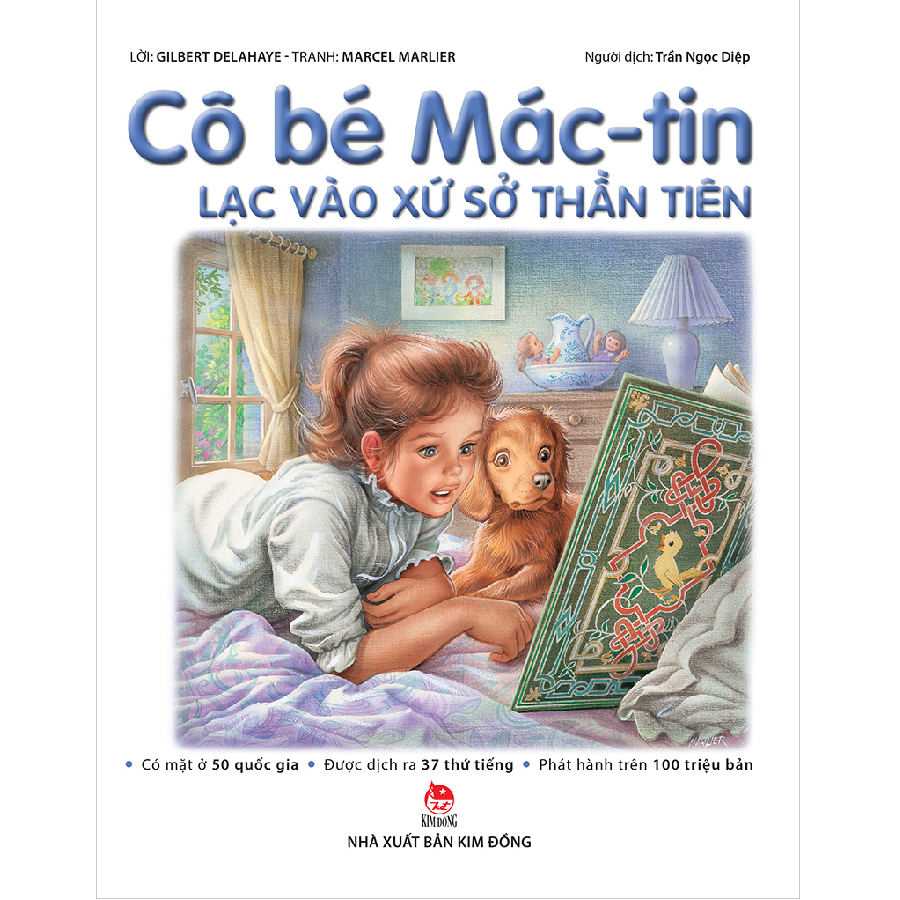 LỜI: GILBERT DELAHAYE - TRANH: MARCEL MARLIER
Người dịch: Trần Ngọc Diệp
Cô bé Mác-tin
LẠC VÀO XỨ SỞ THẦN TIÊN
MARLIER
• Có mặt ở 50 quốc gia • Được dịch ra 37 thứ tiếng • Phát hành trên 100 triệu bản
KIM ĐỒNG
NHÀ XUẤT BẢN KIM ĐỒNG